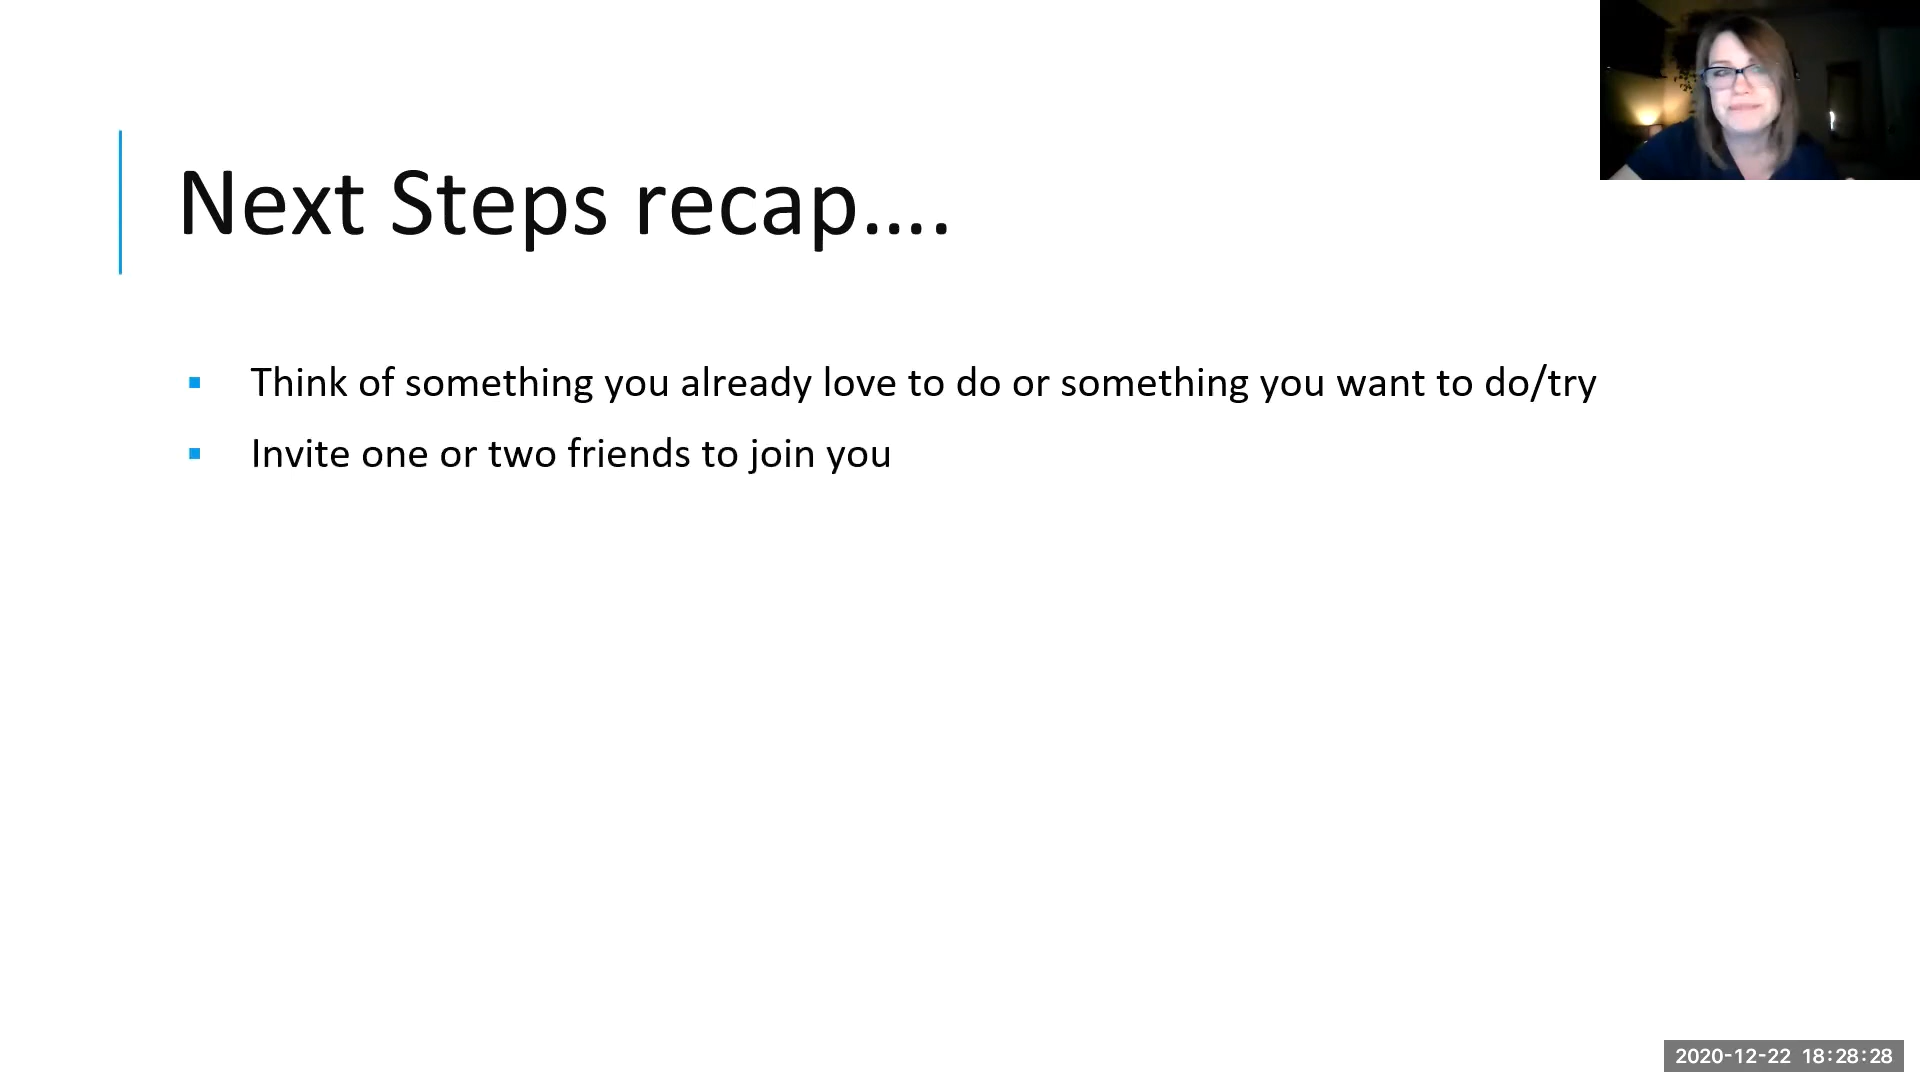 Next Steps recap....
Think of something you already love to do or something you want to do/try
Invite one or two friends to join you
2020-12-22 18:28:28